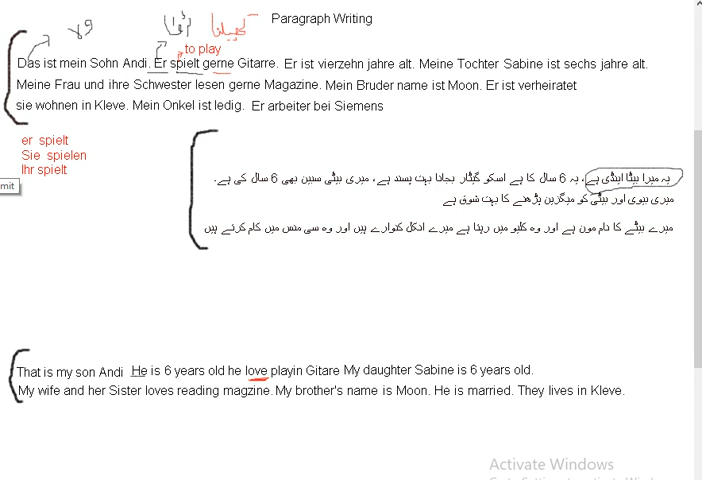 Paragraph Writing
وہ لڑکا کھیلنا
to play
Das ist mein Sohn Andi. Er spielt gerne Gitarre. Er ist vierzehn jahre alt. Meine Tochter Sabine ist sechs jahre alt.
Meine Frau und ihre Schwester lesen gerne Magazine. Mein Bruder name ist Moon. Er ist verheiratet
sie wohnen in Kleve. Mein Onkel ist ledig. Er arbeiter bei Siemens
er spielt
Sie spielen
Ihr spielt
mit
یہ میرا بیٹا اینڈی ہے، یہ 6 سال کا ہے اسکو گیٹار بجانا بہت پسند ہے، میری بیٹی سبین بھی 6 سال کی ہے۔
میری بیوی اور بیٹی کو میگزین پڑھنے کا بہت شوق ہے
میرے بیٹے کا نام مون ہے اور وہ کلیو میں رہتا ہے میرے انکل کنوارے ہیں اور وہ سی منس میں کام کرتے ہیں
That is my son Andi He is 6 years old he love playin Gitare My daughter Sabine is 6 years old.
My wife and her Sister loves reading magzine. My brother's name is Moon. He is married. They lives in Kleve.
Activate Windows